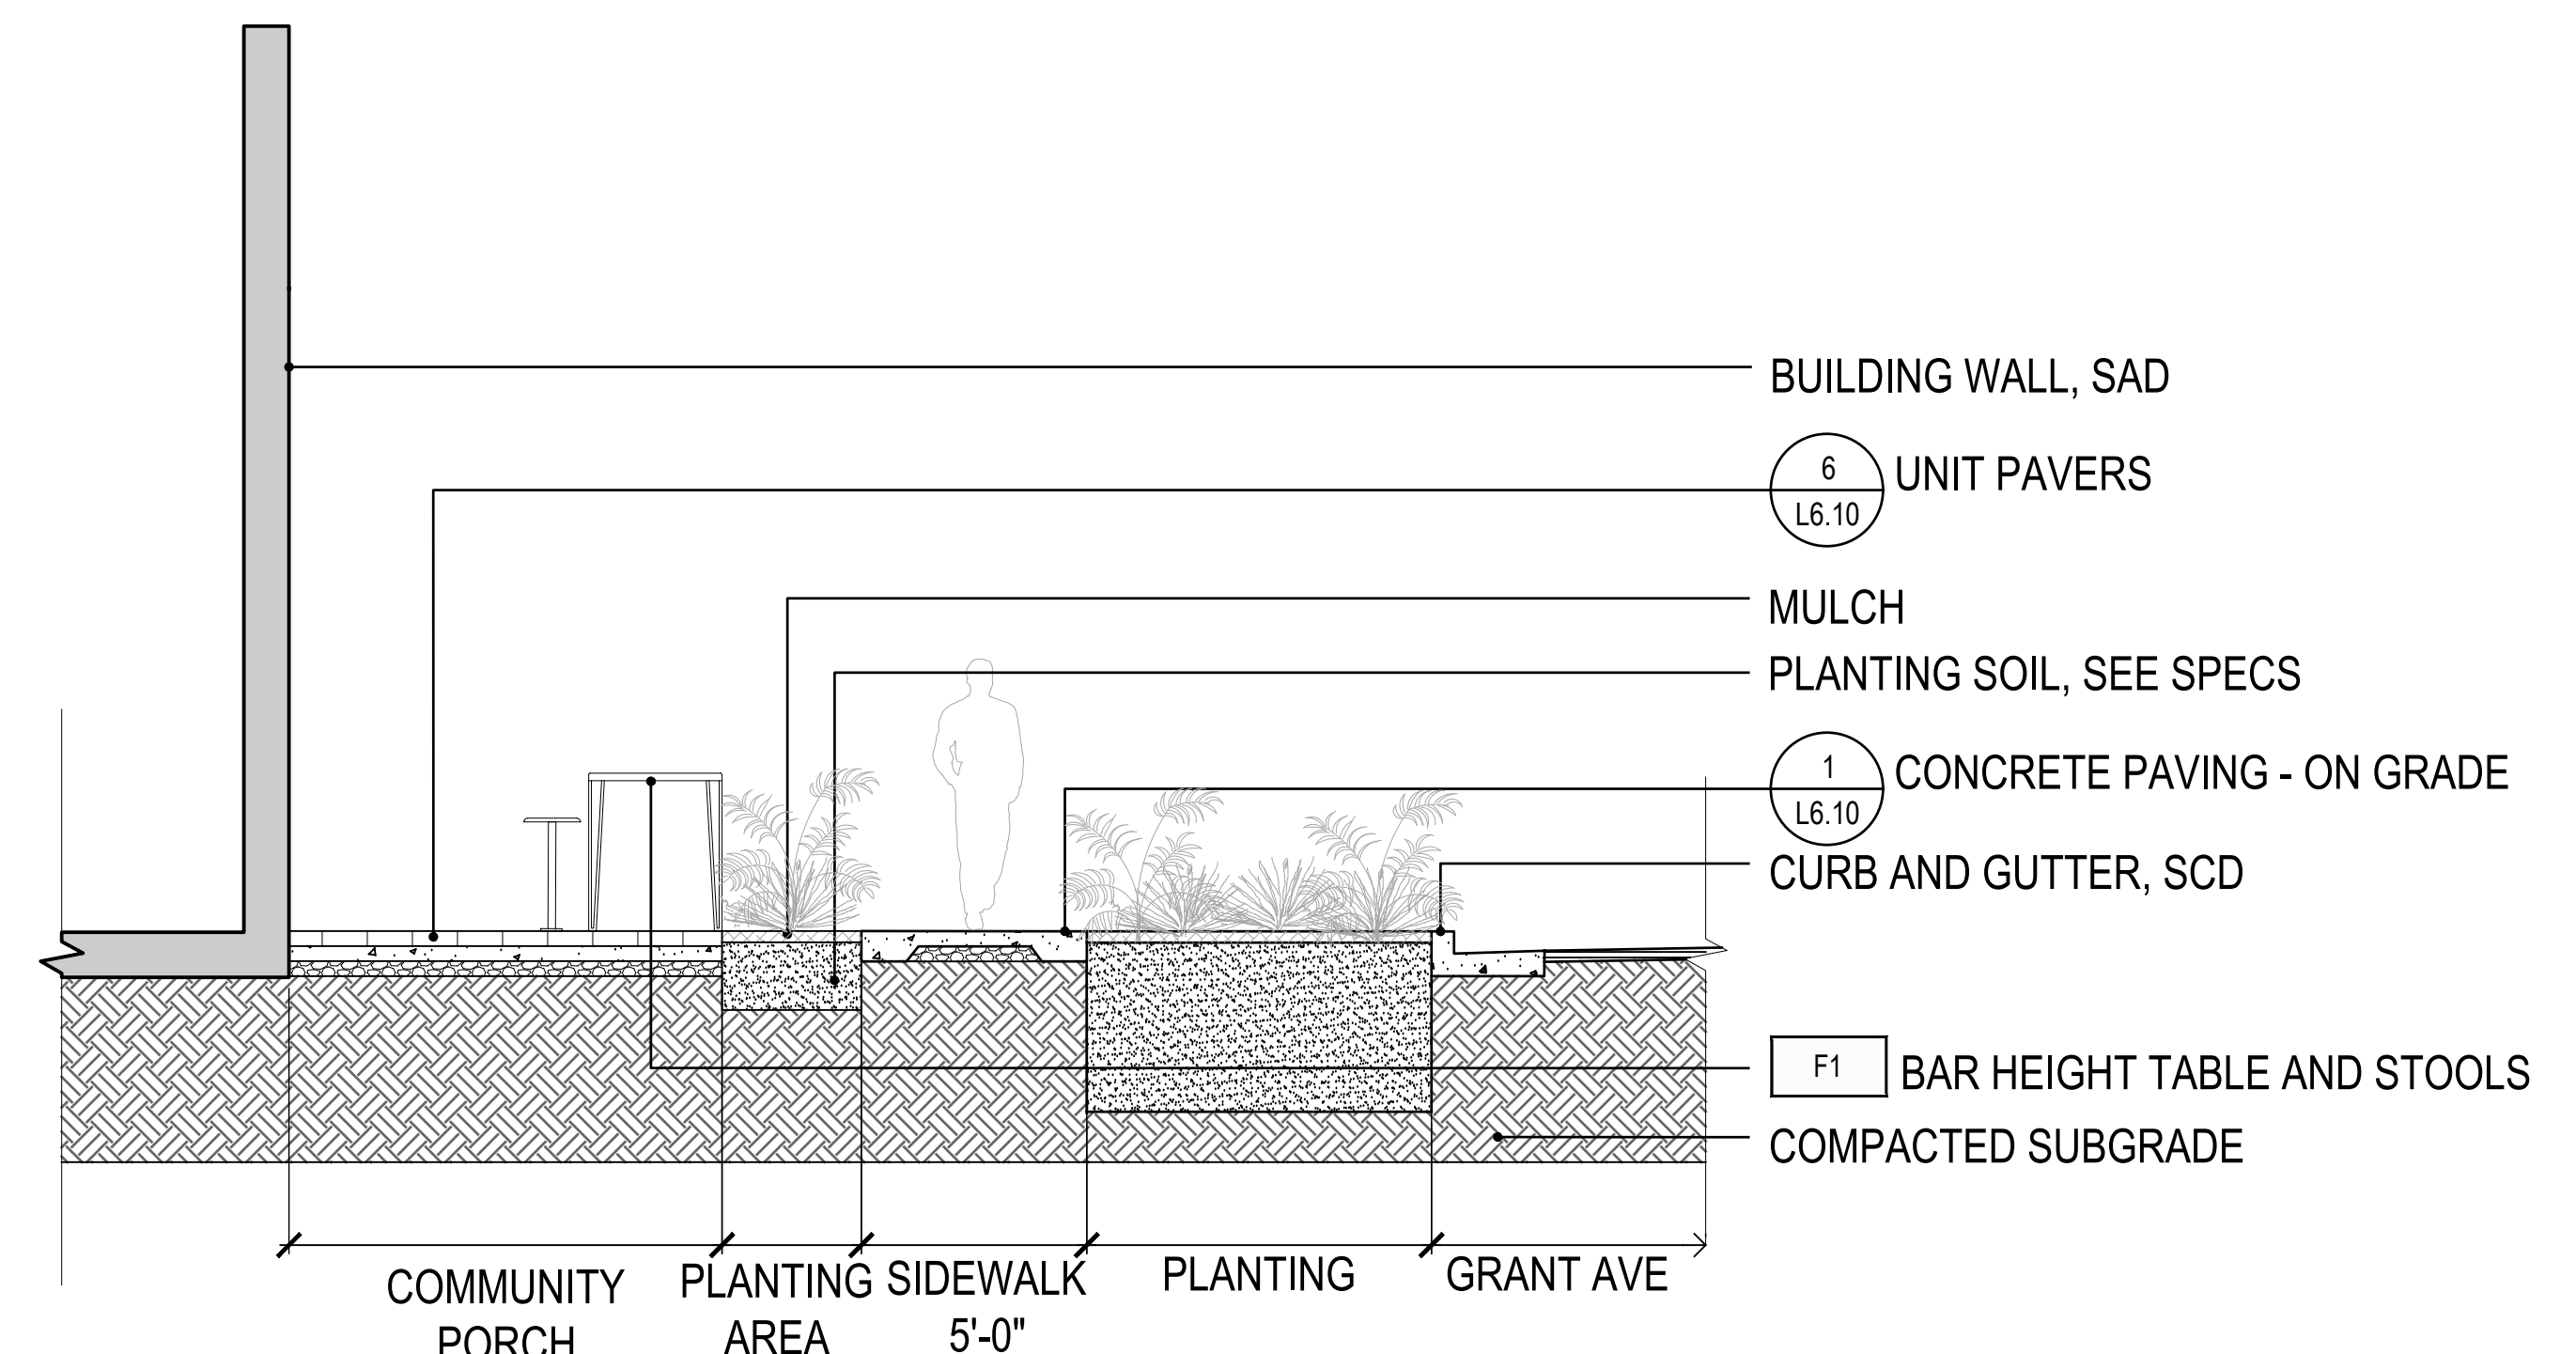 BUILDING WALL, SAD
6
L6.10
UNIT PAVERS
MULCH
PLANTING SOIL, SEE SPECS
1
L6.10
CONCRETE PAVING - ON GRADE
CURB AND GUTTER, SCD
F1
BAR HEIGHT TABLE AND STOOLS
COMPACTED SUBGRADE
COMMUNITY
PORCH
PLANTING
AREA
SIDEWALK
5'-0"
PLANTING
GRANT AVE